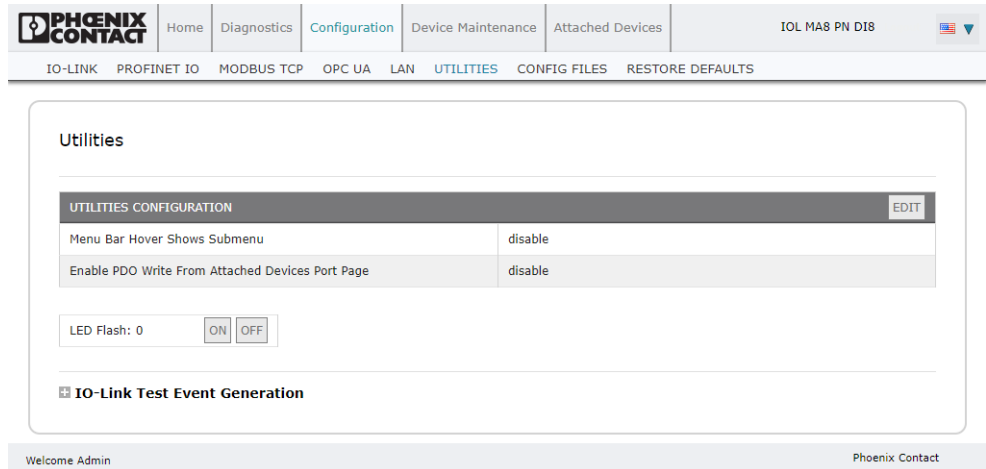 PHŒNIX CONTACT
Home Diagnostics Configuration Device Maintenance Attached Devices IOL MA8 PN DI8
IO-LINK PROFINET IO MODBUS TCP OPC UA LAN UTILITIES CONFIG FILES RESTORE DEFAULTS
Utilities
UTILITIES CONFIGURATION EDIT
Menu Bar Hover Shows Submenu disable
Enable PDO Write From Attached Devices Port Page disable
LED Flash: 0 ON OFF
IO-Link Test Event Generation
Welcome Admin Phoenix Contact